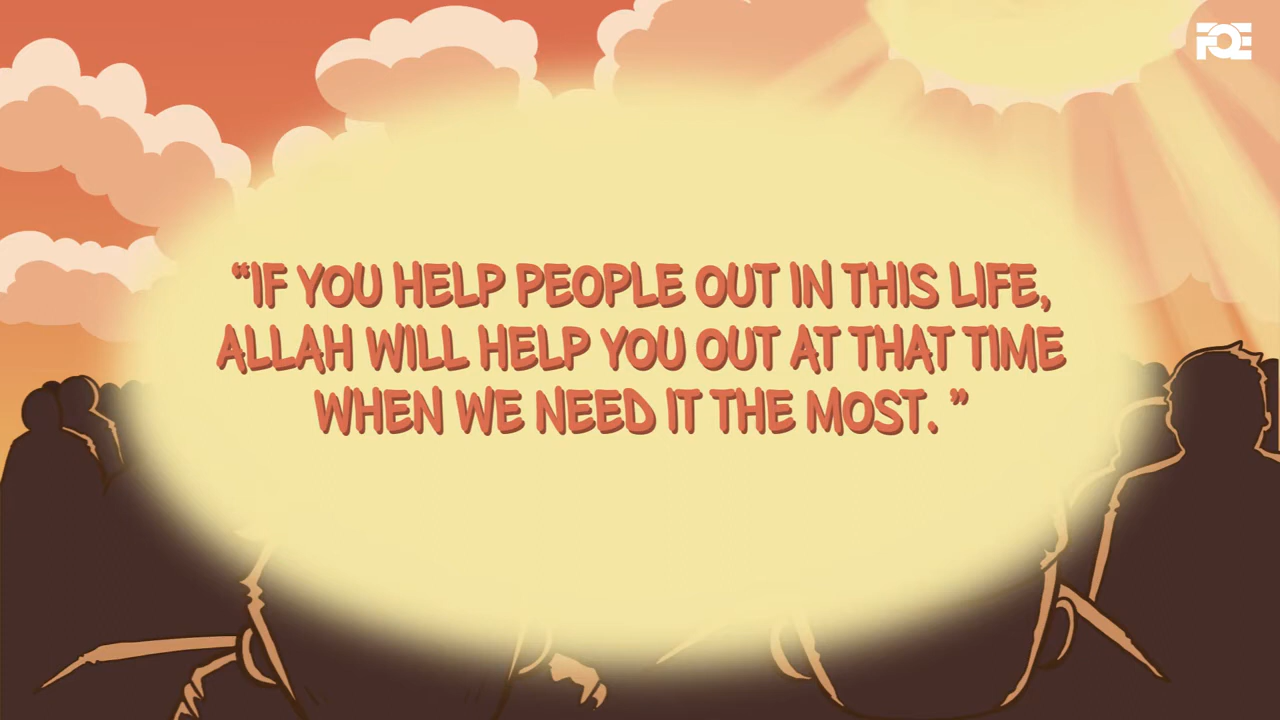 FQE
“IF YOU HELP PEOPLE OUT IN THIS LIFE,
ALLAH WILL HELP YOU OUT AT THAT TIME
WHEN WE NEED IT THE MOST. ”